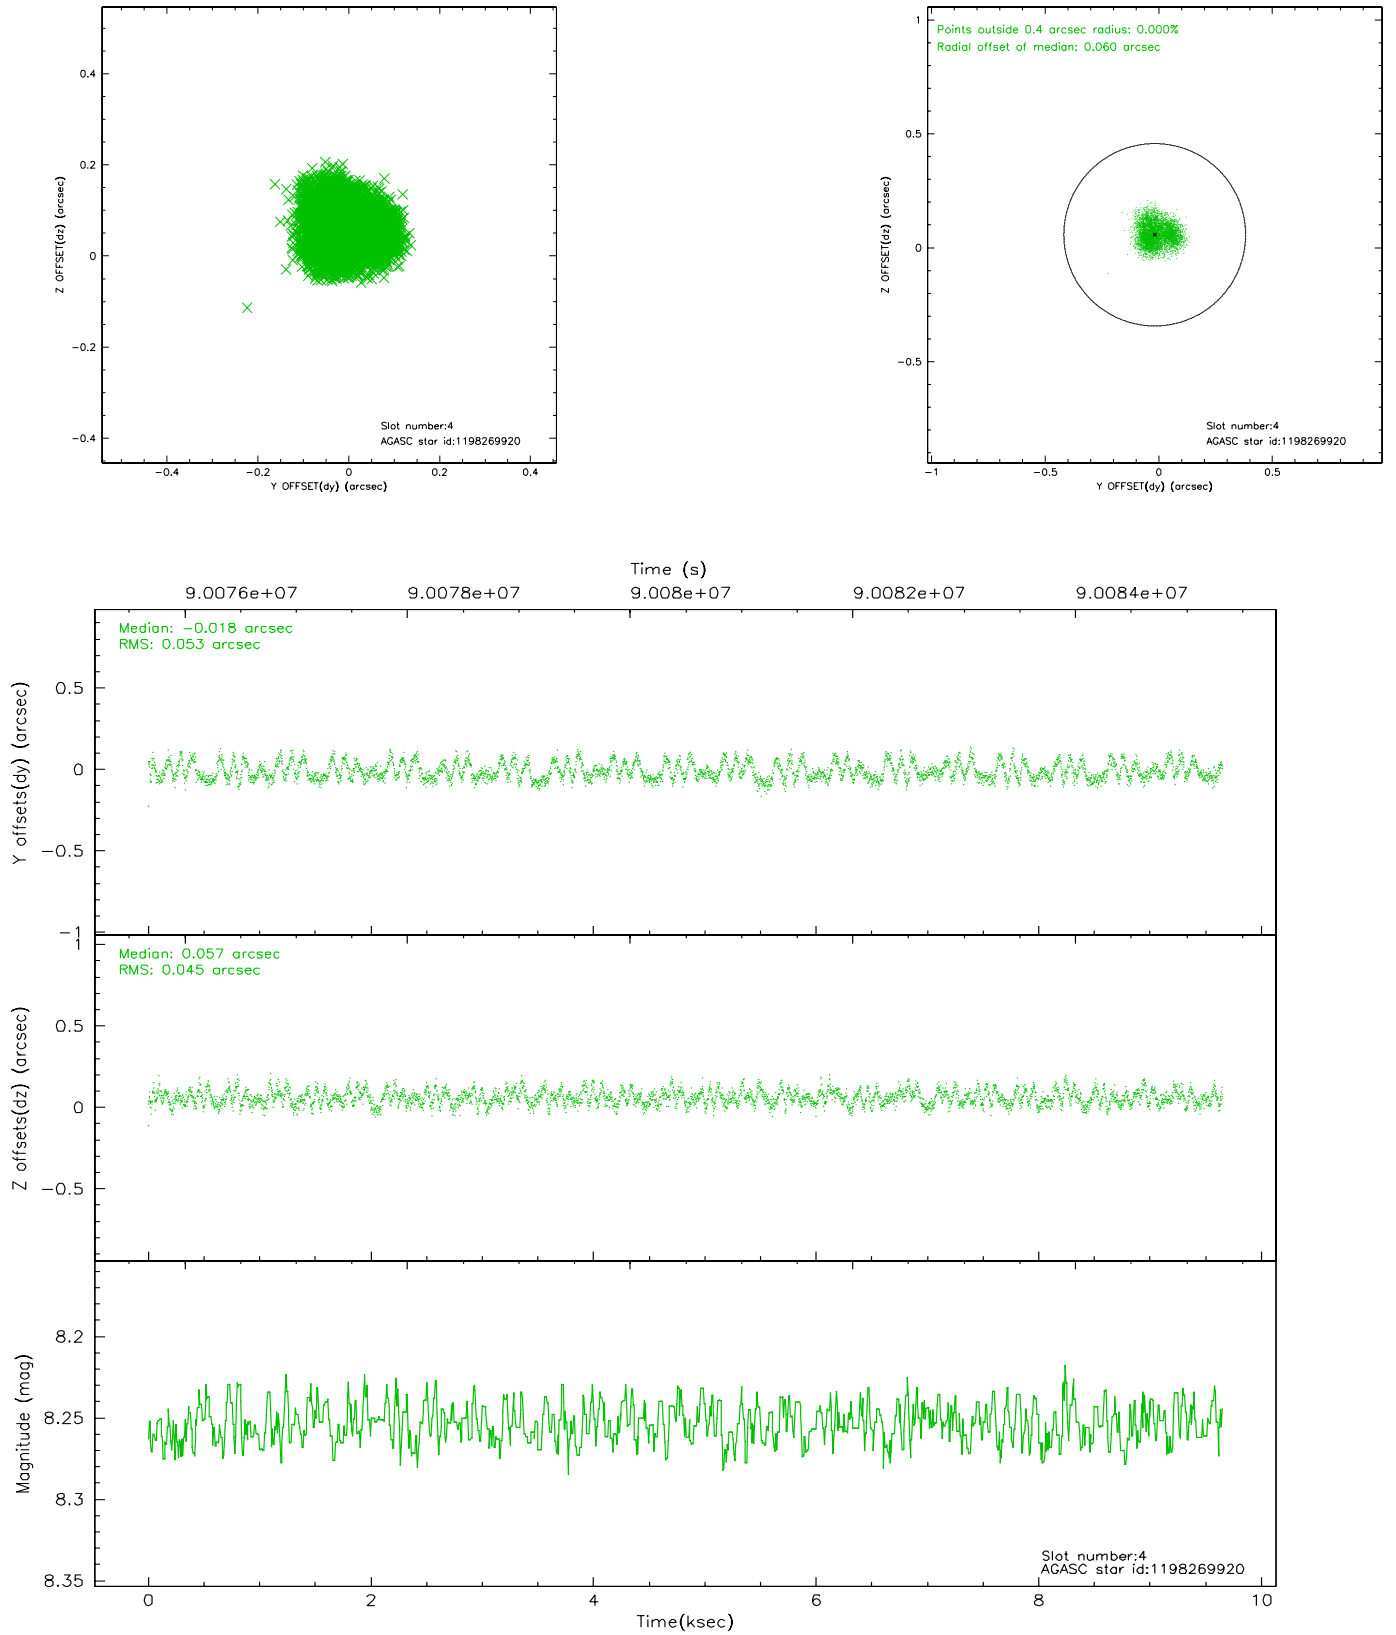 0.4
0.2
0
−0.2
−0.4
Z OFFSET(dz) (arcsec)
Slot number:4
AGASC star id:1198269920
−0.4 −0.2 0 0.2 0.4
Y OFFSET(dy) (arcsec)
Points outside 0.4 arcsec radius: 0.000%
Radial offset of median: 0.060 arcsec
1
0.5
0
−0.5
Z OFFSET(dz) (arcsec)
Slot number:4
AGASC star id:1198269920
−1 −0.5 0 0.5
Y OFFSET(dy) (arcsec)
Time (s)
9.0076e+07 9.0078e+07 9.008e+07 9.0082e+07 9.0084e+07
Median: −0.018 arcsec
RMS: 0.053 arcsec
0.5
0
−0.5
−1
Y offsets(dy) (arcsec)
Median: 0.057 arcsec
RMS: 0.045 arcsec
1
0.5
0
−0.5
Z offsets(dz) (arcsec)
8.2
8.25
8.3
8.35
Magnitude (mag)
Slot number:4
AGASC star id:1198269920
0 2 4 6 8 10
Time(ksec)